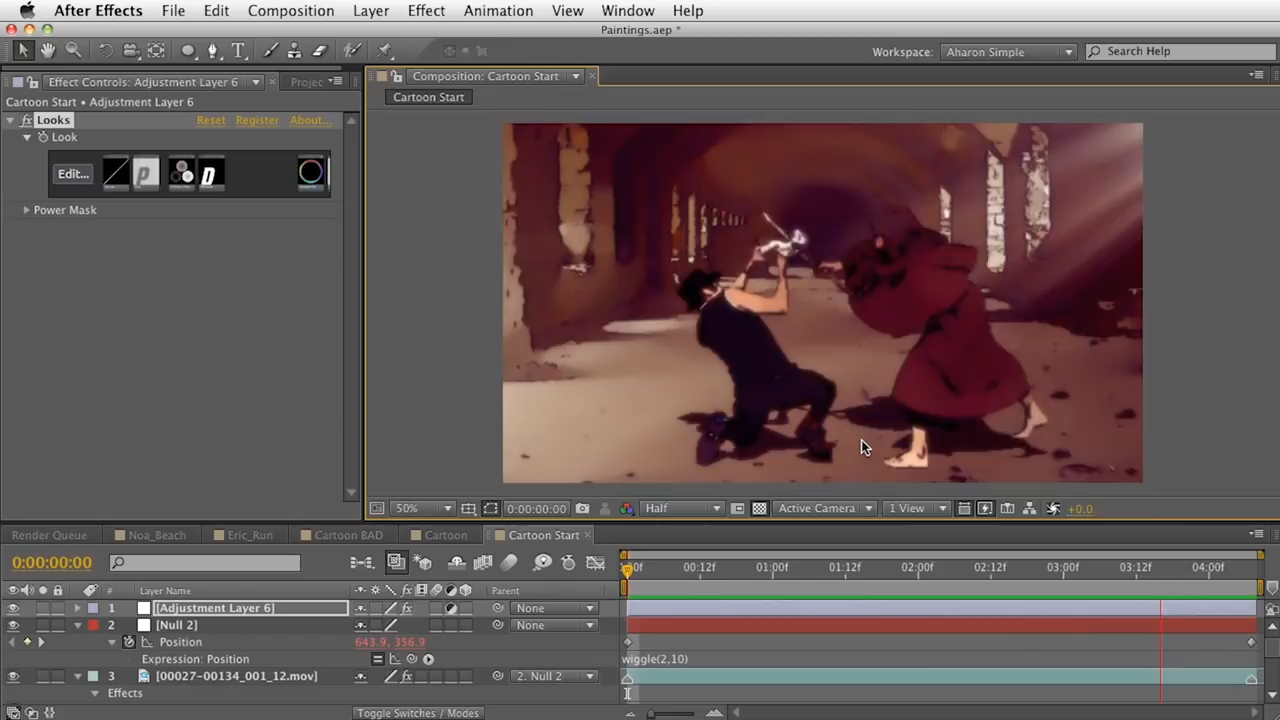 After Effects File Edit Composition Layer Effect Animation View Window Help
Paintings.aep *
Workspace: Aharon Simple Search Help
Effect Controls: Adjustment Layer 6 Projec
Composition: Cartoon Start
Cartoon Start • Adjustment Layer 6
Cartoon Start
fx Looks Reset Register About...
Look
Edit... p D
Power Mask
50% 0:00:00:00 Half Active Camera 1 View +0.0
Render Queue Noa_Beach Eric_Run Cartoon BAD Cartoon Cartoon Start
0:00:00:00
00f 00:12f 01:00f 01:12f 02:00f 02:12f 03:00f 03:12f 04:00f
# Layer Name Parent
1 [Adjustment Layer 6] None
2 [Null 2] None
Position 643.9, 356.9
Expression: Position wiggle(2,10)
3 [00027-00134_001_12.mov] 2. Null 2
Effects
Toggle Switches / Modes